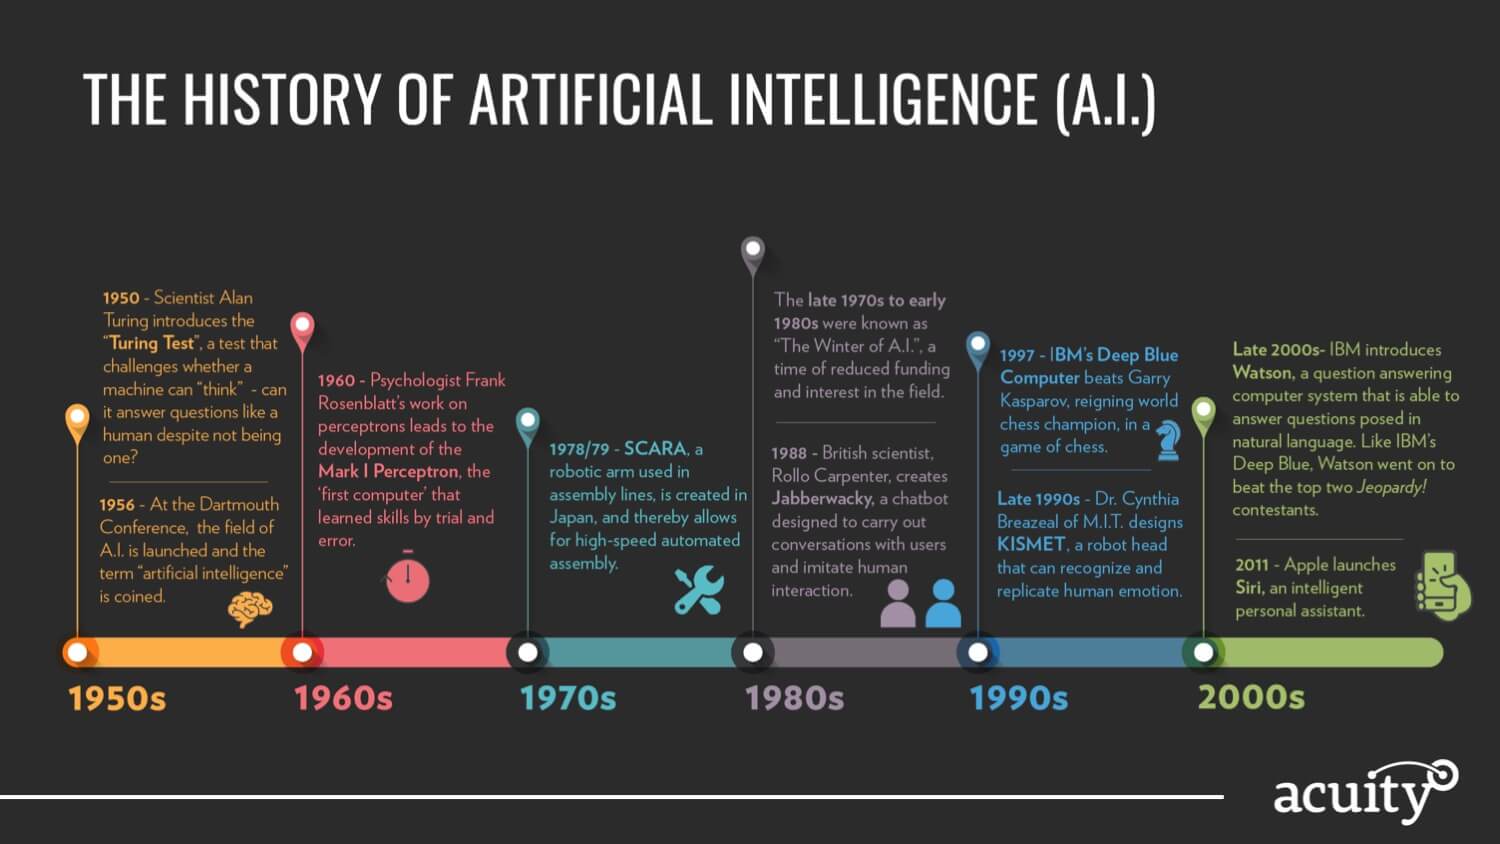 THE HISTORY OF ARTIFICIAL INTELLIGENCE (A.I.)
1950 - Scientist Alan
Turing introduces the
“Turing Test”, a test that
challenges whether a
machine can “think”  - can
it answer questions like a
human despite not being
one?
1956 - At the Dartmouth
Conference,  the field of
A.I. is launched and the
term “artificial intelligence”
is coined.
1960 - Psychologist Frank
Rosenblatt’s work on
perceptrons leads to the
development of the
Mark I Perceptron, the
‘first computer’ that
learned skills by trial and
error.
1978/79 - SCARA, a
robotic arm used in
assembly lines, is created in
Japan, and thereby allows
for high-speed automated
assembly.
The late 1970s to early
1980s were known as
“The Winter of A.I.”, a
time of reduced funding
and interest in the field.
1988 - British scientist,
Rollo Carpenter, creates
Jabberwacky, a chatbot
designed to carry out
conversations with users
and imitate human
interaction.
1997 - IBM’s Deep Blue
Computer beats Garry
Kasparov, reigning world
chess champion, in a
game of chess.
Late 1990s - Dr. Cynthia
Breazeal of M.I.T. designs
KISMET, a robot head
that can recognize and
replicate human emotion.
Late 2000s- IBM introduces
Watson, a question answering
computer system that is able to
answer questions posed in
natural language. Like IBM’s
Deep Blue, Watson went on to
beat the top two Jeopardy!
contestants.
2011 - Apple launches
Siri, an intelligent
personal assistant.
1950s
1960s
1970s
1980s
1990s
2000s
acuity